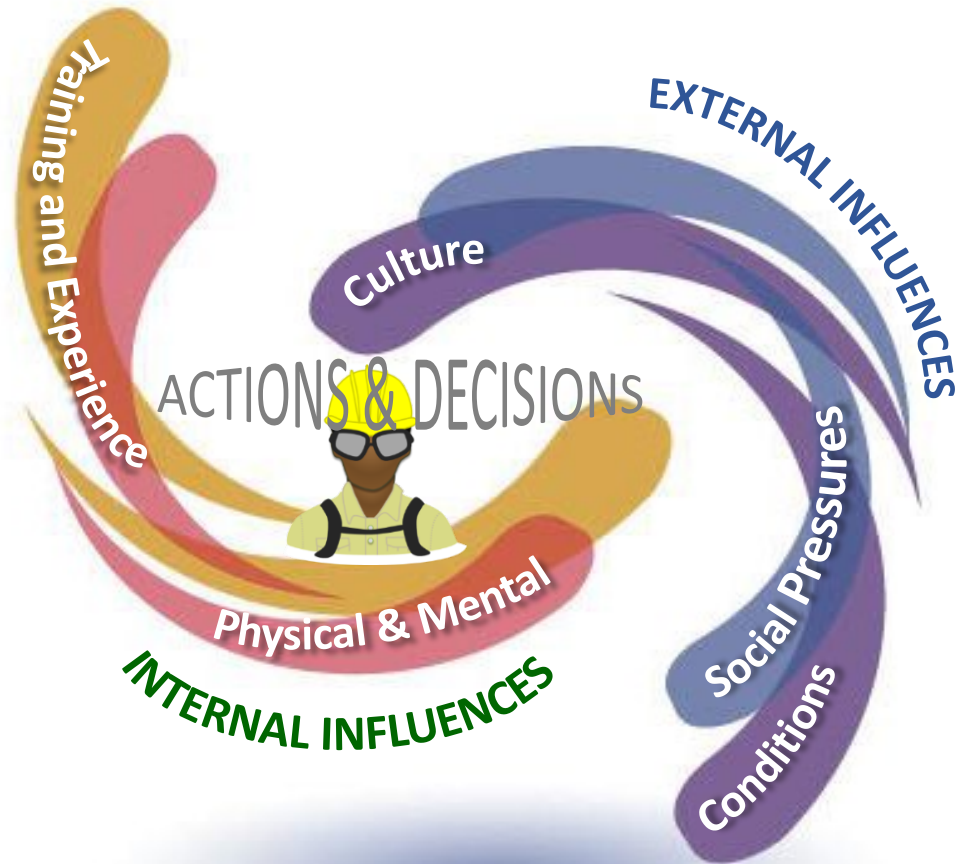 Training and Experience
EXTERNAL INFLUENCES
Culture
ACTIONS & DECISIONS
Social Pressures
Physical & Mental
INTERNAL INFLUENCES
Conditions